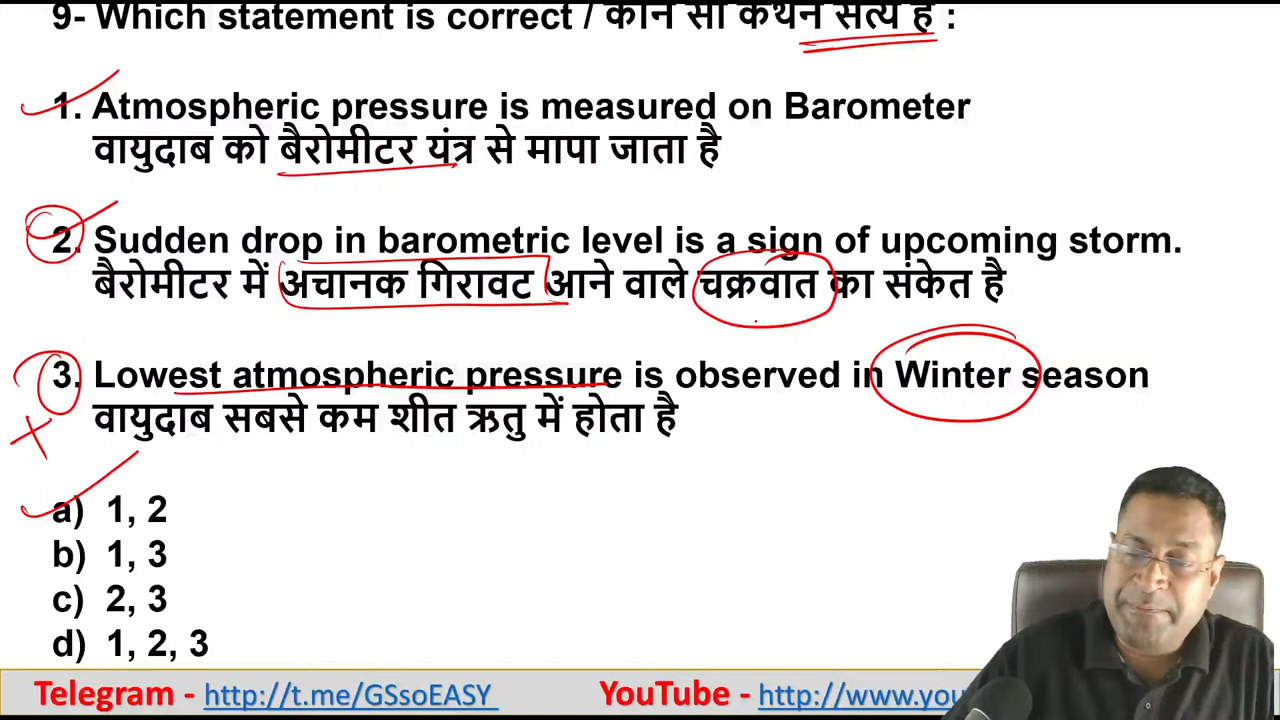 9- Which statement is correct / कौन सा कथन सत्य है :
1. Atmospheric pressure is measured on Barometer
वायुदाब को बैरोमीटर यंत्र से मापा जाता है
2. Sudden drop in barometric level is a sign of upcoming storm.
बैरोमीटर में अचानक गिरावट आने वाले चक्रवात का संकेत है
3. Lowest atmospheric pressure is observed in Winter season
वायुदाब सबसे कम शीत ऋतु में होता है
a) 1, 2
b) 1, 3
c) 2, 3
d) 1, 2, 3
Telegram - http://t.me/GSsoEASY YouTube - http://www.you